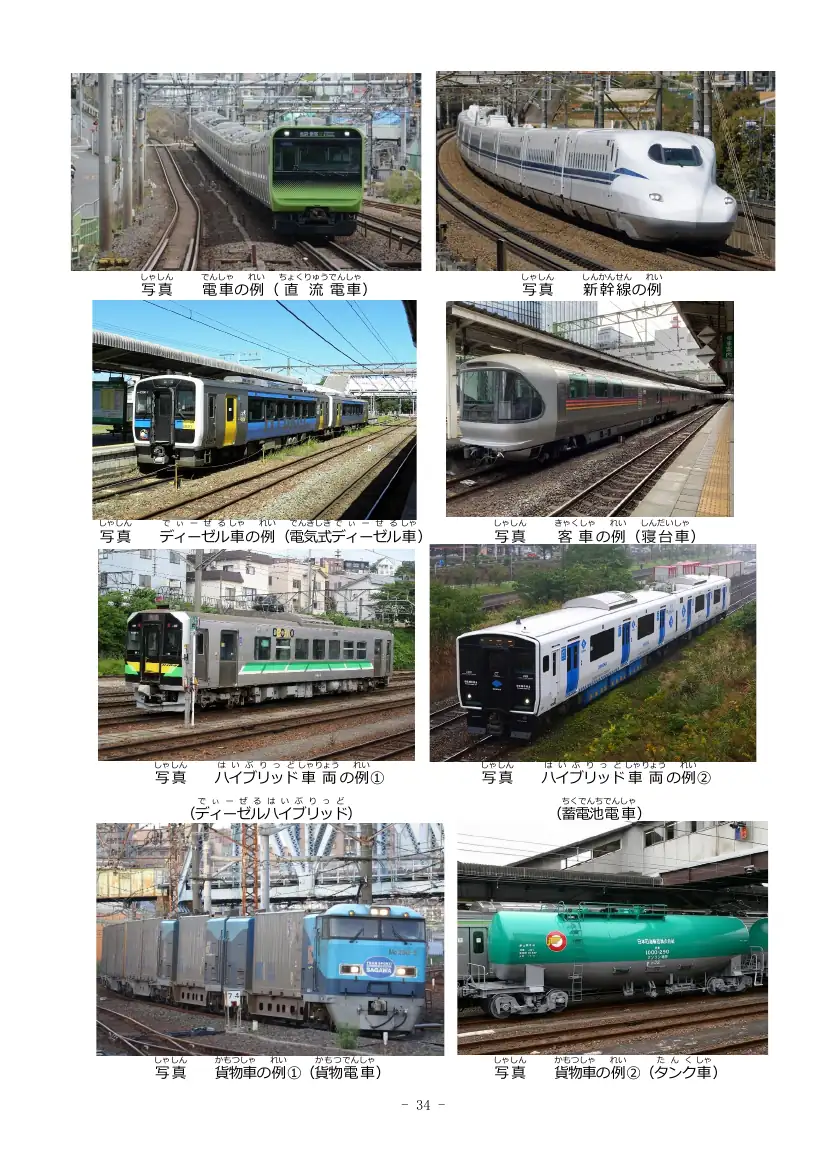 しゃしん でんしゃ れい ちょくりゅうでんしゃ
写真 電車の例（直流電車）
しゃしん しんかんせん れい
写真 新幹線の例
しゃしん でぃーぜるしゃ れい でんきしきでぃーぜるしゃ
写真 ディーゼル車の例（電気式ディーゼル車）
しゃしん きゃくしゃ れい しんだいしゃ
写真 客車の例（寝台車）
しゃしん はいぶりっどしゃりょう れい
写真 ハイブリッド車両の例①
でぃーぜるはいぶりっど
（ディーゼルハイブリッド）
しゃしん はいぶりっどしゃりょう れい
写真 ハイブリッド車両の例②
ちくでんちでんしゃ
（蓄電池電車）
74
SAGAWA
しゃしん かもつしゃ れい かもつでんしゃ
写真 貨物車の例①（貨物電車）
日本石油輸送株式会社
1000-290
しゃしん かもつしゃ れい たんくしゃ
写真 貨物車の例②（タンク車）
- 34 -